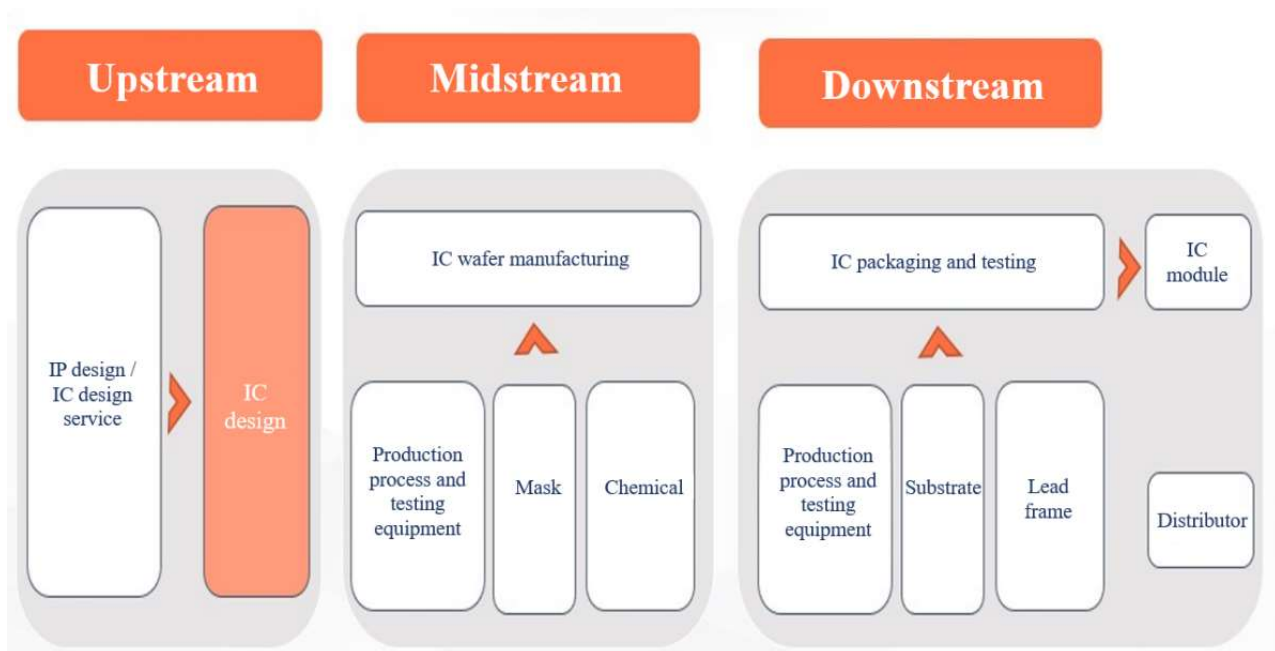 Upstream
Midstream
Downstream
IP design /
IC design
service
IC
design
IC wafer manufacturing
Production
process and
testing
equipment
Mask
Chemical
IC packaging and testing
IC
module
Production
process and
testing
equipment
Substrate
Lead
frame
Distributor